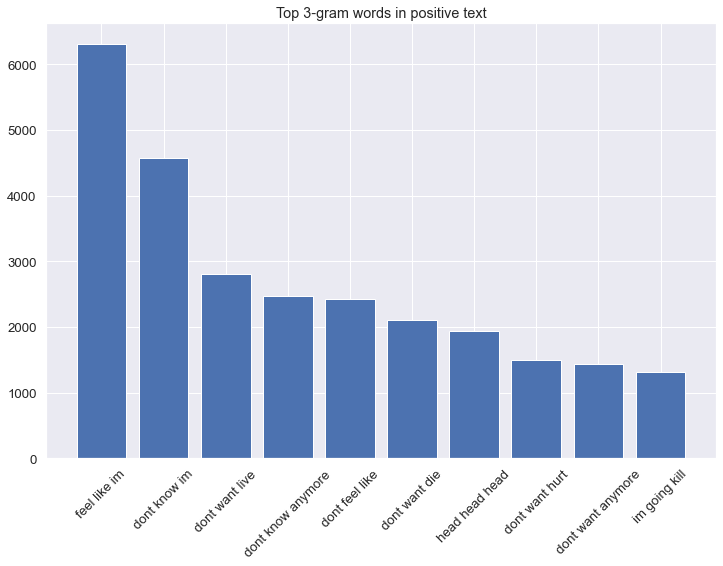 Top 3-gram words in positive text
6000
5000
4000
3000
2000
1000
0
feel like im
dont know im
dont want live
dont know anymore
dont feel like
dont want die
head head head
dont want hurt
dont want anymore
im going kill